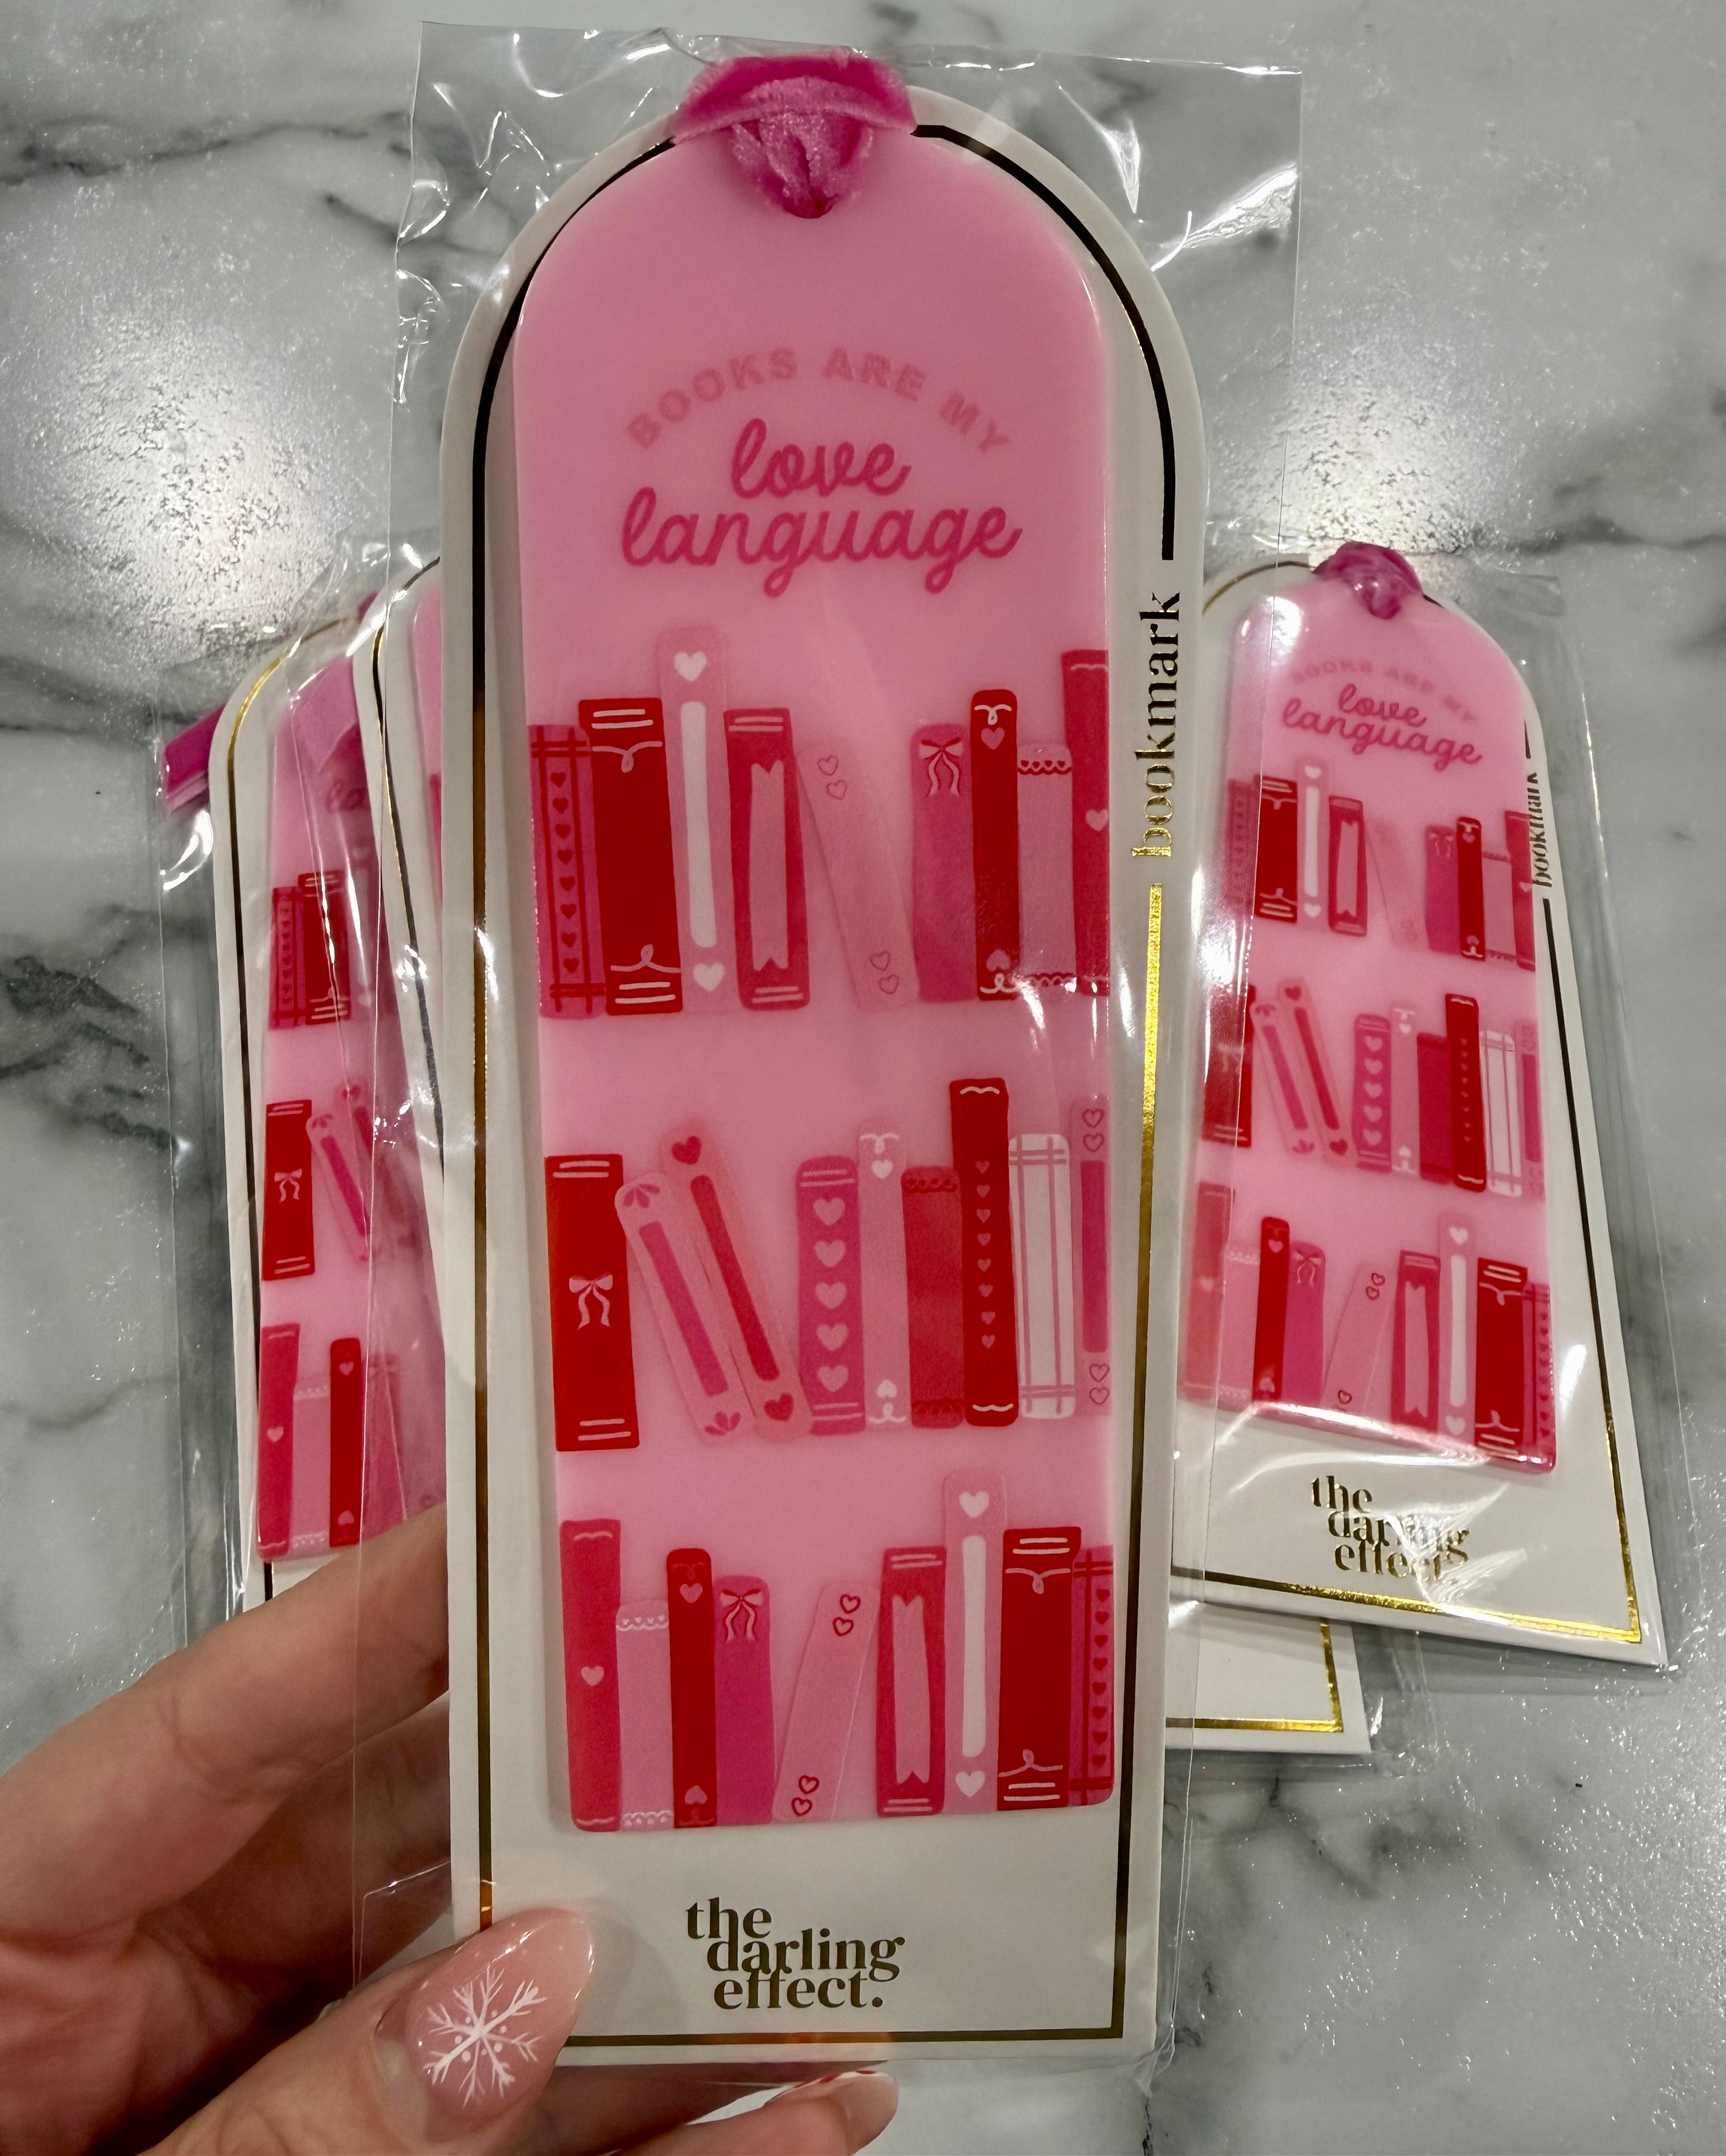 BOOKS ARE MY
love
language
bookmark
the
darling
effect.
BOOKS ARE MY
love
language
bookmark
the
darling
effect